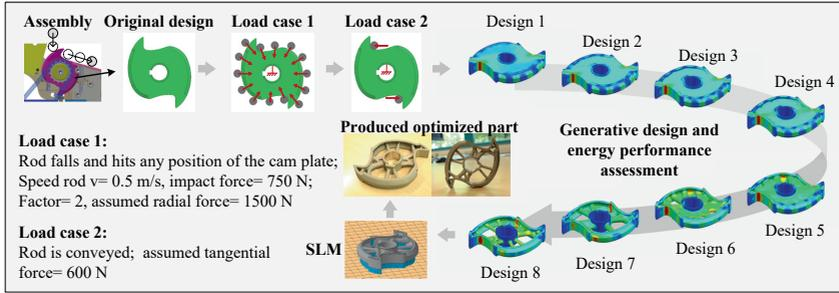 Assembly
Original design
Load case 1
Load case 2
Design 1
Design 2
Design 3
Design 4
Load case 1:
Rod falls and hits any position of the cam plate;
Speed rod v= 0.5 m/s, impact force= 750 N;
Factor= 2, assumed radial force= 1500 N
Load case 2:
Rod is conveyed; assumed tangential
force= 600 N
Produced optimized part
SLM
Generative design and
energy performance
assessment
Design 5
Design 6
Design 7
Design 8